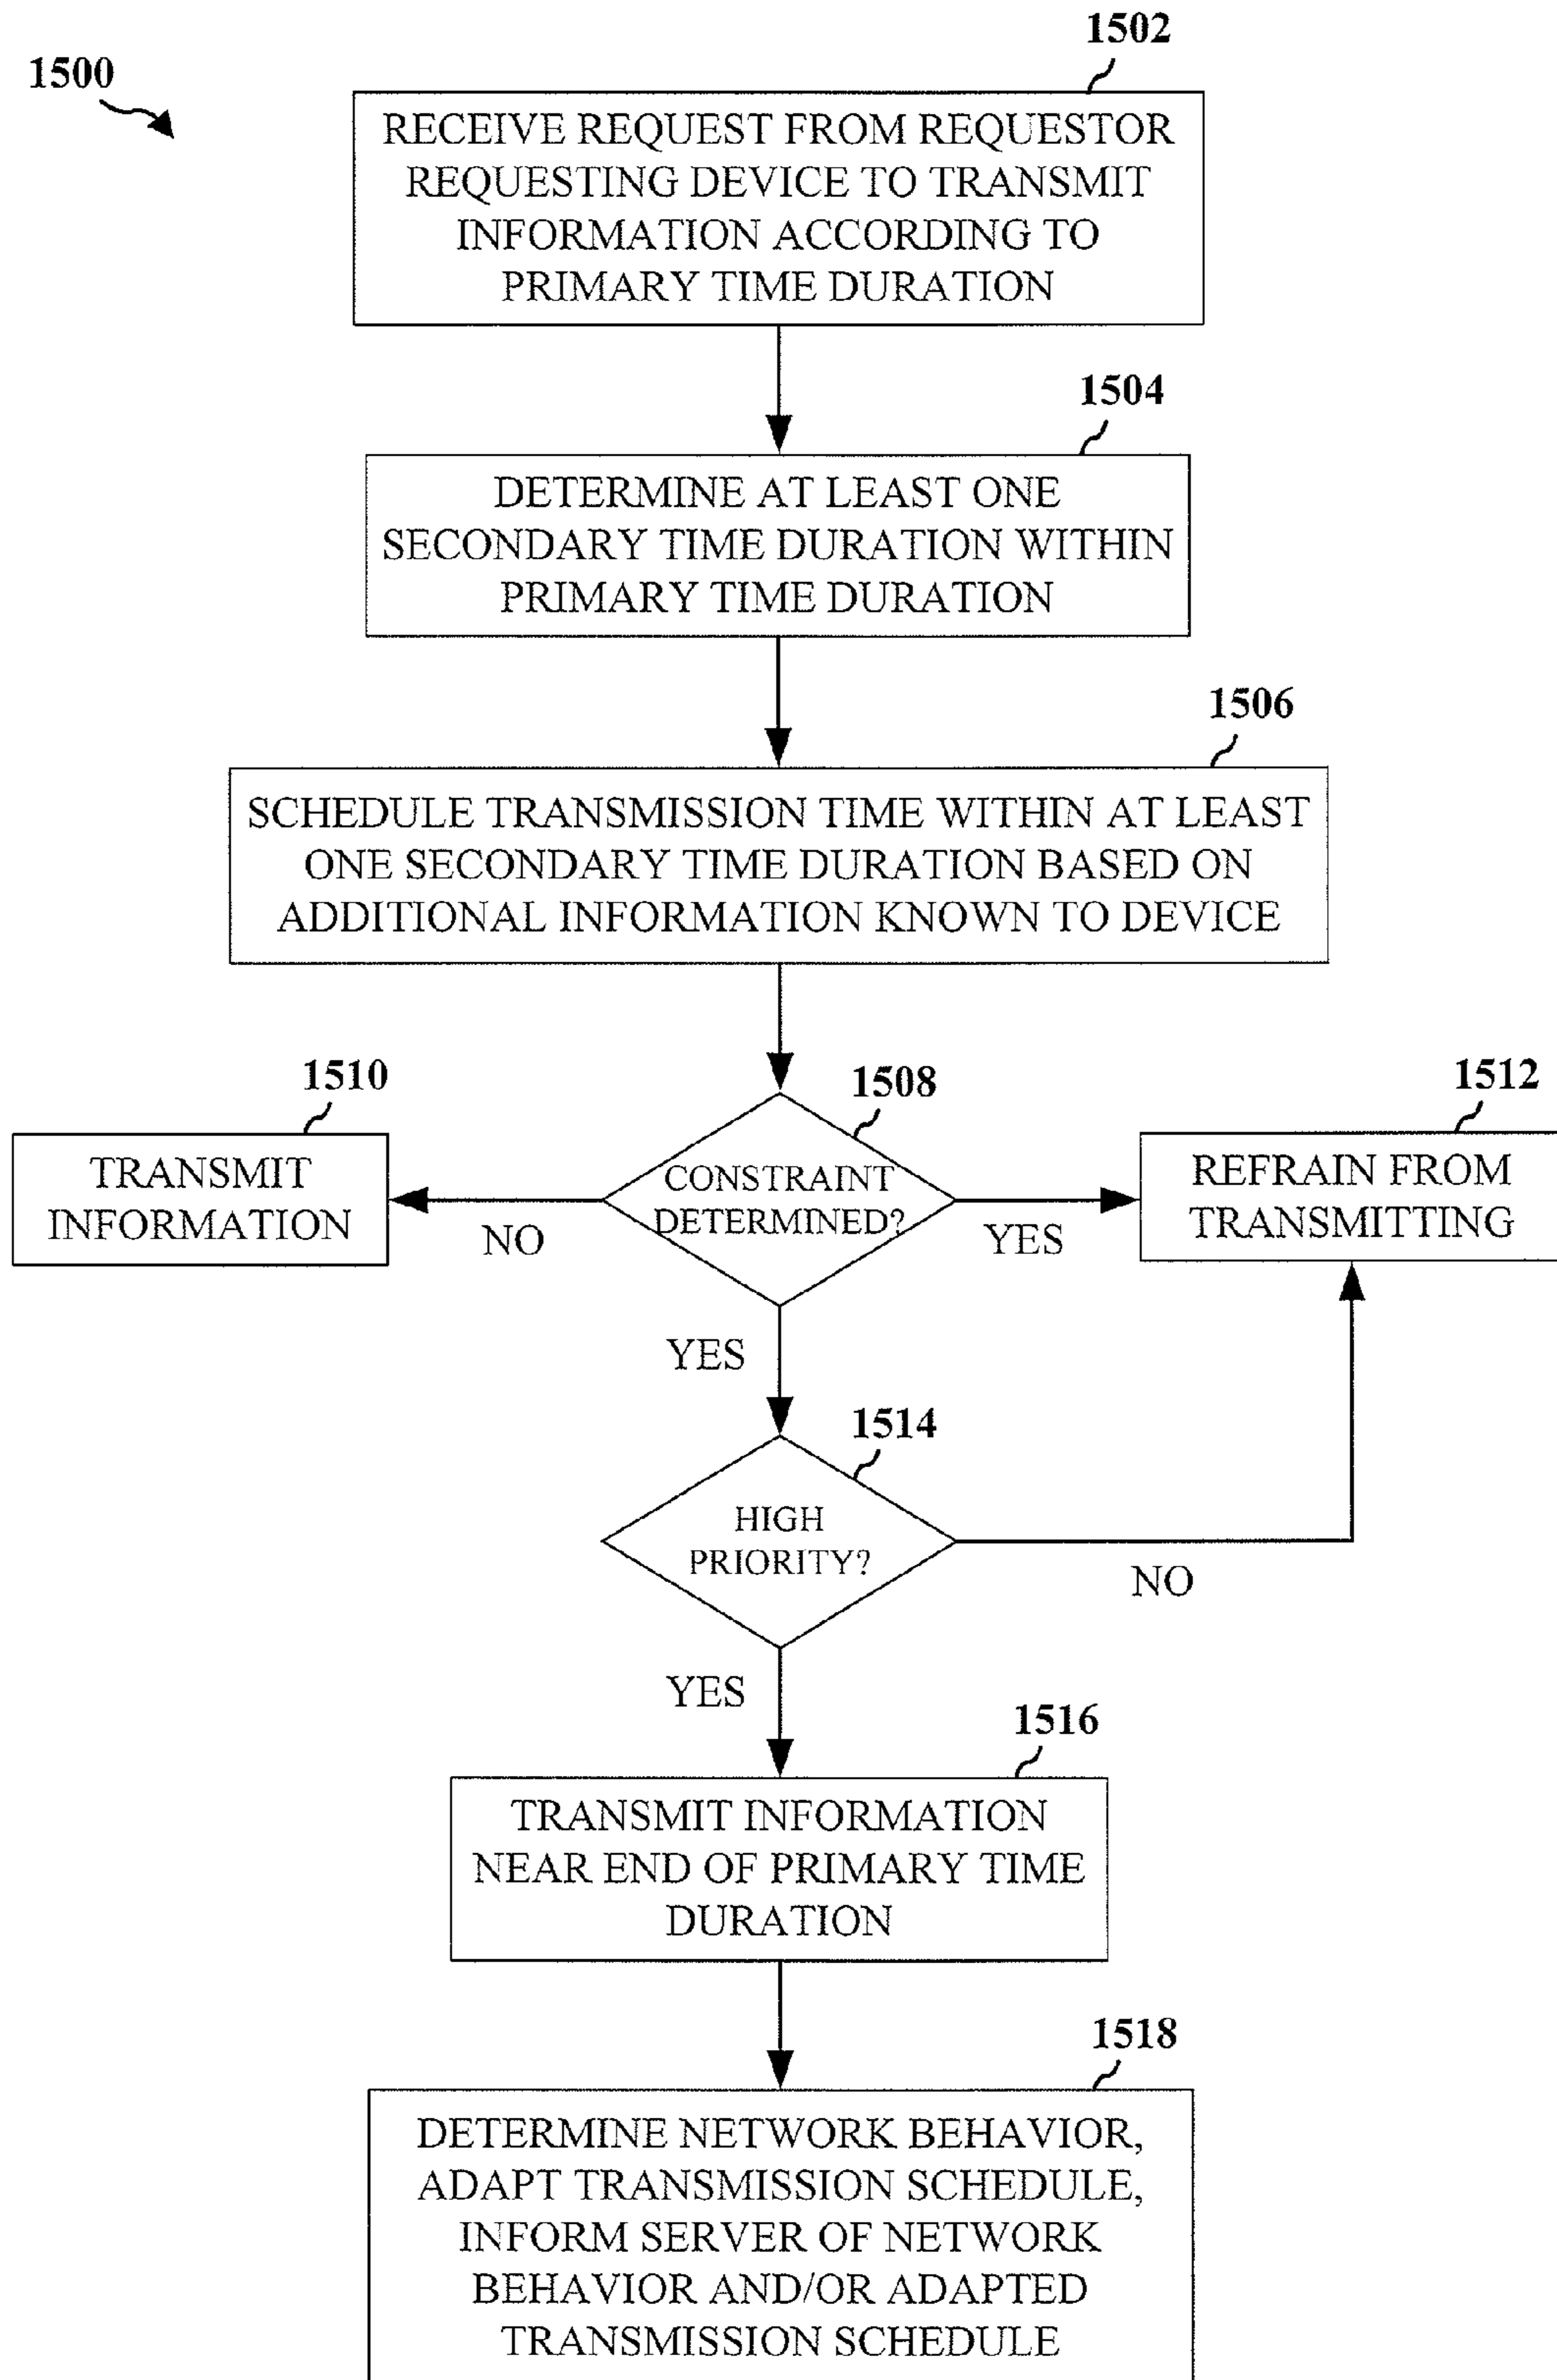 1500
1502
RECEIVE REQUEST FROM REQUESTOR
REQUESTING DEVICE TO TRANSMIT
INFORMATION ACCORDING TO
PRIMARY TIME DURATION
1504
DETERMINE AT LEAST ONE
SECONDARY TIME DURATION WITHIN
PRIMARY TIME DURATION
1506
SCHEDULE TRANSMISSION TIME WITHIN AT LEAST
ONE SECONDARY TIME DURATION BASED ON
ADDITIONAL INFORMATION KNOWN TO DEVICE
1510
TRANSMIT
INFORMATION
NO
1508
CONSTRAINT
DETERMINED?
YES
1512
REFRAIN FROM
TRANSMITTING
YES
1514
HIGH
PRIORITY?
NO
YES
1516
TRANSMIT INFORMATION
NEAR END OF PRIMARY TIME
DURATION
1518
DETERMINE NETWORK BEHAVIOR,
ADAPT TRANSMISSION SCHEDULE,
INFORM SERVER OF NETWORK
BEHAVIOR AND/OR ADAPTED
TRANSMISSION SCHEDULE